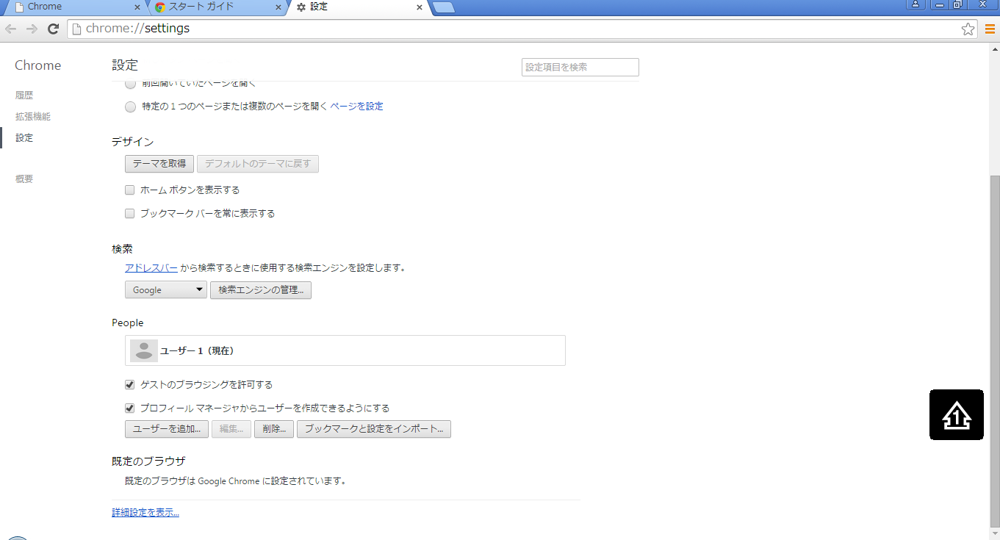 Chrome
スタート ガイド
設定
chrome://settings
Chrome
設定
設定項目を検索
履歴
拡張機能
設定
概要
前回開いていたページを開く
特定の 1 つのページまたは複数のページを開く ページを設定
デザイン
テーマを取得 デフォルトのテーマに戻す
ホーム ボタンを表示する
ブックマーク バーを常に表示する
検索
アドレスバー から検索するときに使用する検索エンジンを設定します。
Google 検索エンジンの管理...
People
ユーザー 1（現在）
ゲストのブラウジングを許可する
プロフィール マネージャからユーザーを作成できるようにする
ユーザーを追加... 編集... 削除... ブックマークと設定をインポート...
1
既定のブラウザ
既定のブラウザは Google Chrome に設定されています。
詳細設定を表示...